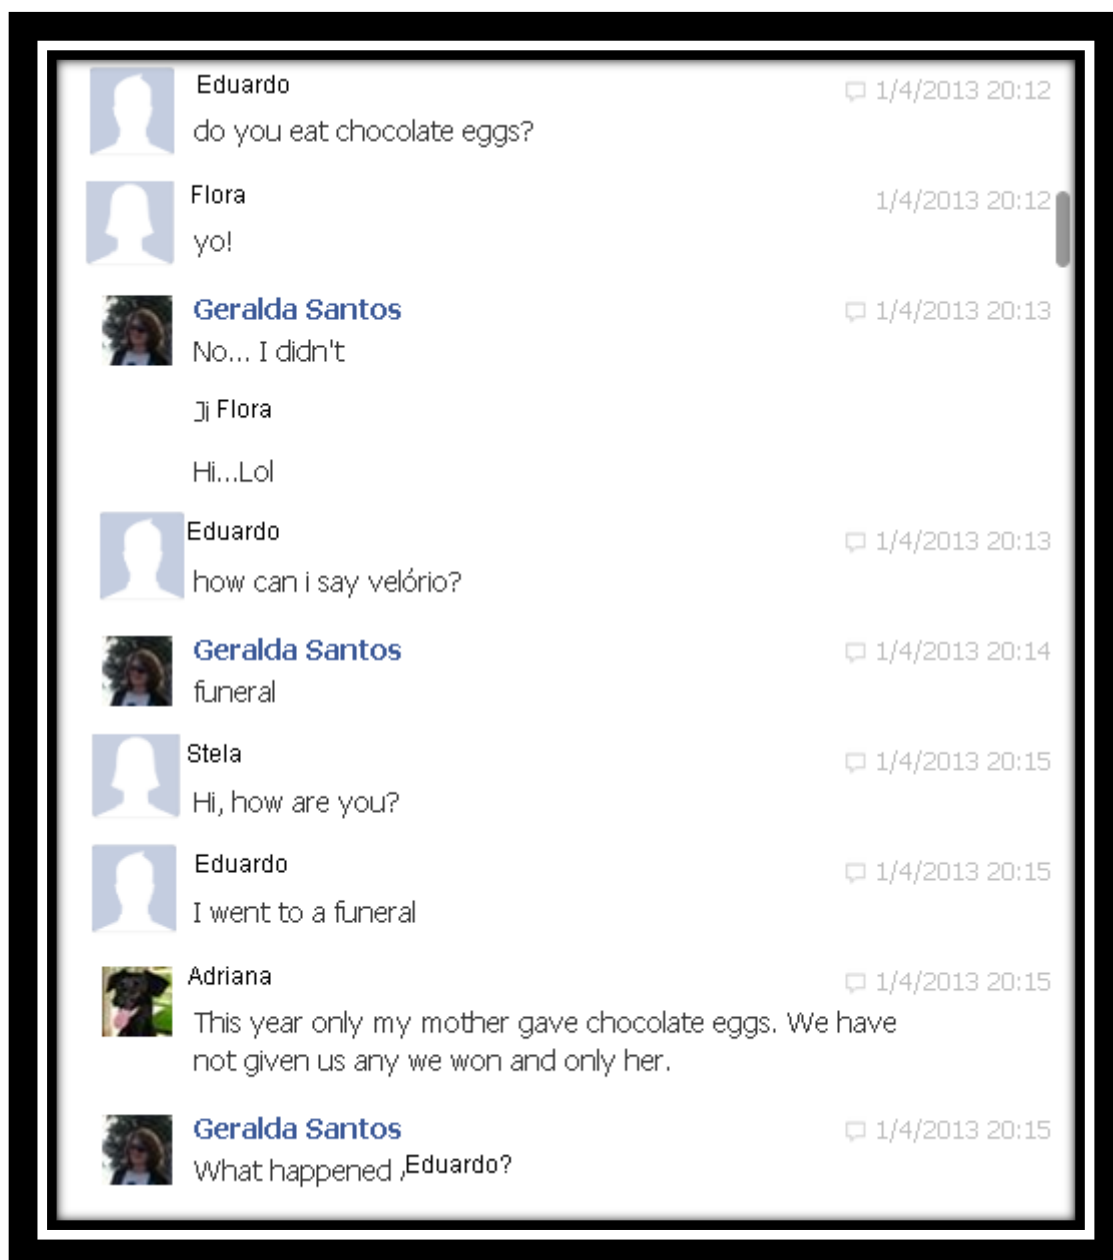 Eduardo 1/4/2013 20:12
do you eat chocolate eggs?
Flora 1/4/2013 20:12
yo!
Geralda Santos 1/4/2013 20:13
No... I didn't
Ji Flora
Hi...Lol
Eduardo 1/4/2013 20:13
how can i say velório?
Geralda Santos 1/4/2013 20:14
funeral
Stela 1/4/2013 20:15
Hi, how are you?
Eduardo 1/4/2013 20:15
I went to a funeral
Adriana 1/4/2013 20:15
This year only my mother gave chocolate eggs. We have
not given us any we won and only her.
Geralda Santos 1/4/2013 20:15
What happened ,Eduardo?